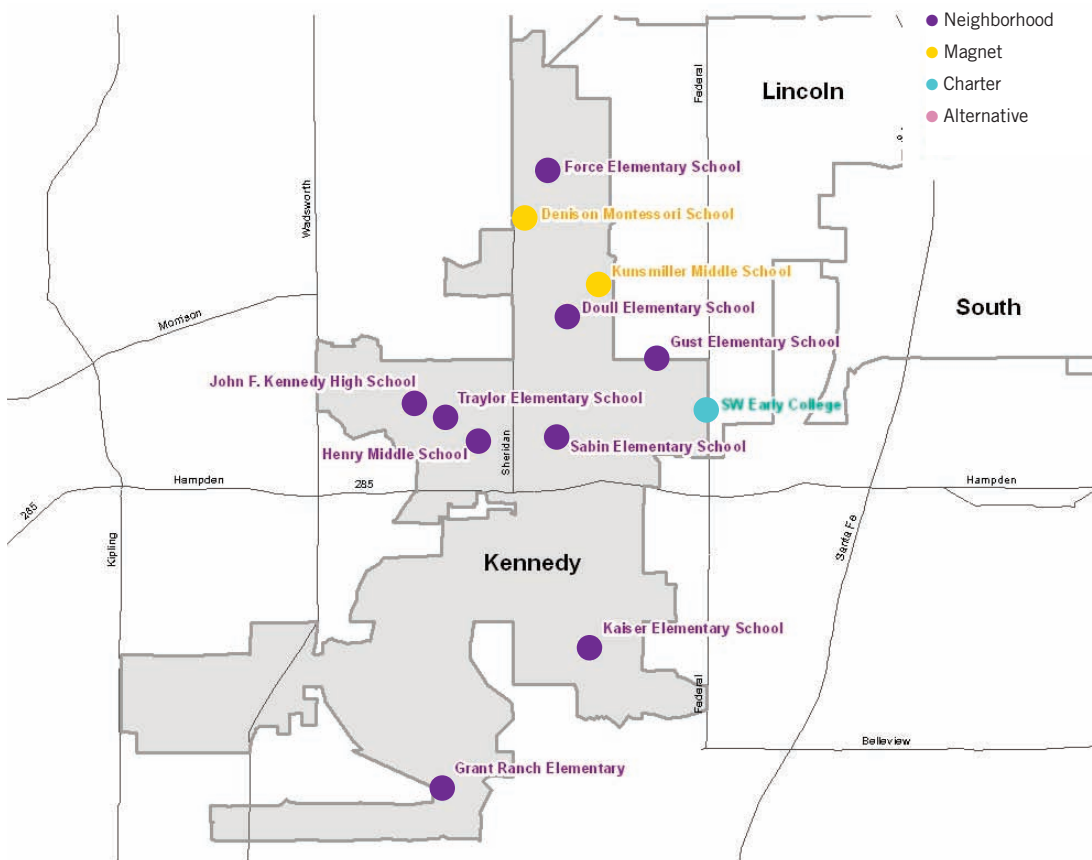 Neighborhood
Magnet
Charter
Alternative
Federal
Lincoln
Force Elementary School
Wadsworth
Denison Montessori School
Kunsmiller Middle School
South
Doull Elementary School
Morrison
Gust Elementary School
John F. Kennedy High School
Traylor Elementary School
SW Early College
Henry Middle School
Sheridan
Sabin Elementary School
Hampden
285
Hampden
285
Santa Fe
Kipling
Kennedy
Kaiser Elementary School
Federal
Belleview
Grant Ranch Elementary